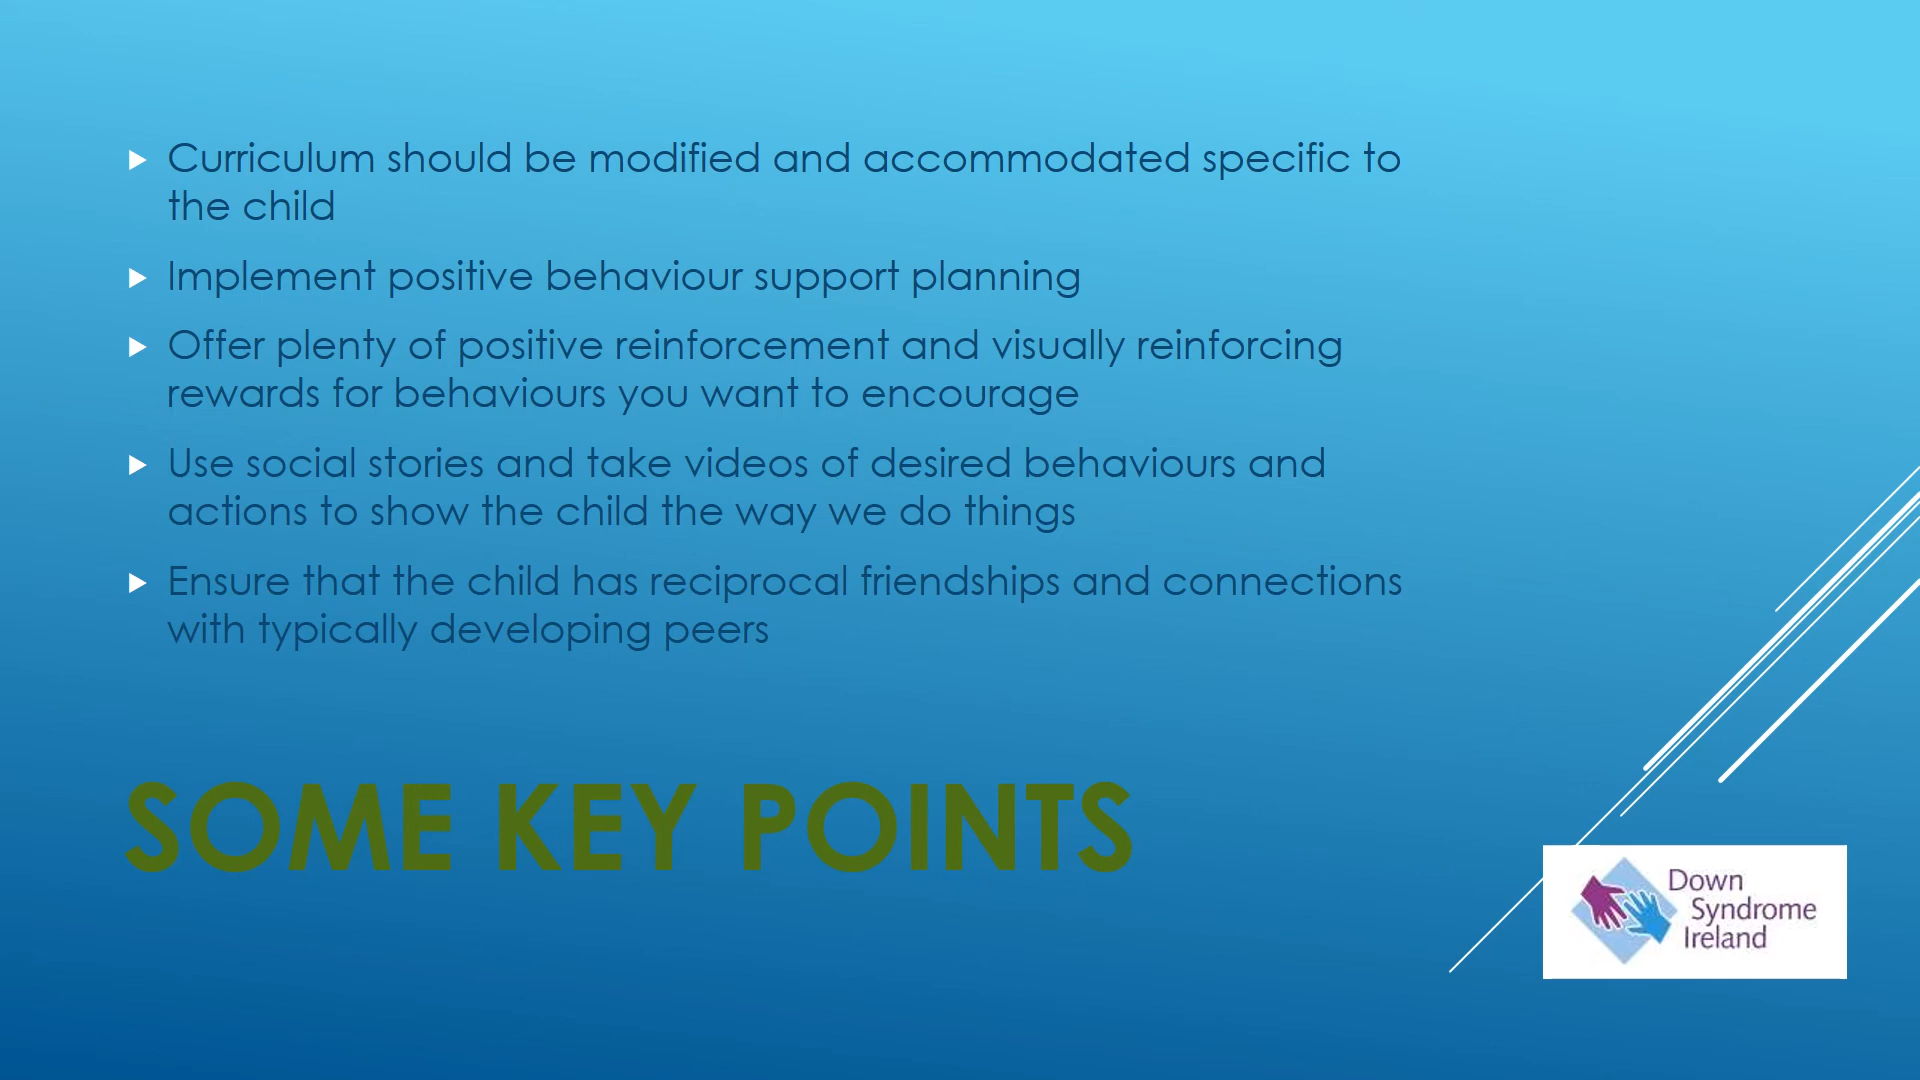 Curriculum should be modified and accommodated specific to
the child
Implement positive behaviour support planning
Offer plenty of positive reinforcement and visually reinforcing
rewards for behaviours you want to encourage
Use social stories and take videos of desired behaviours and
actions to show the child the way we do things
Ensure that the child has reciprocal friendships and connections
with typically developing peers
SOME KEY POINTS
Down
Syndrome
Ireland